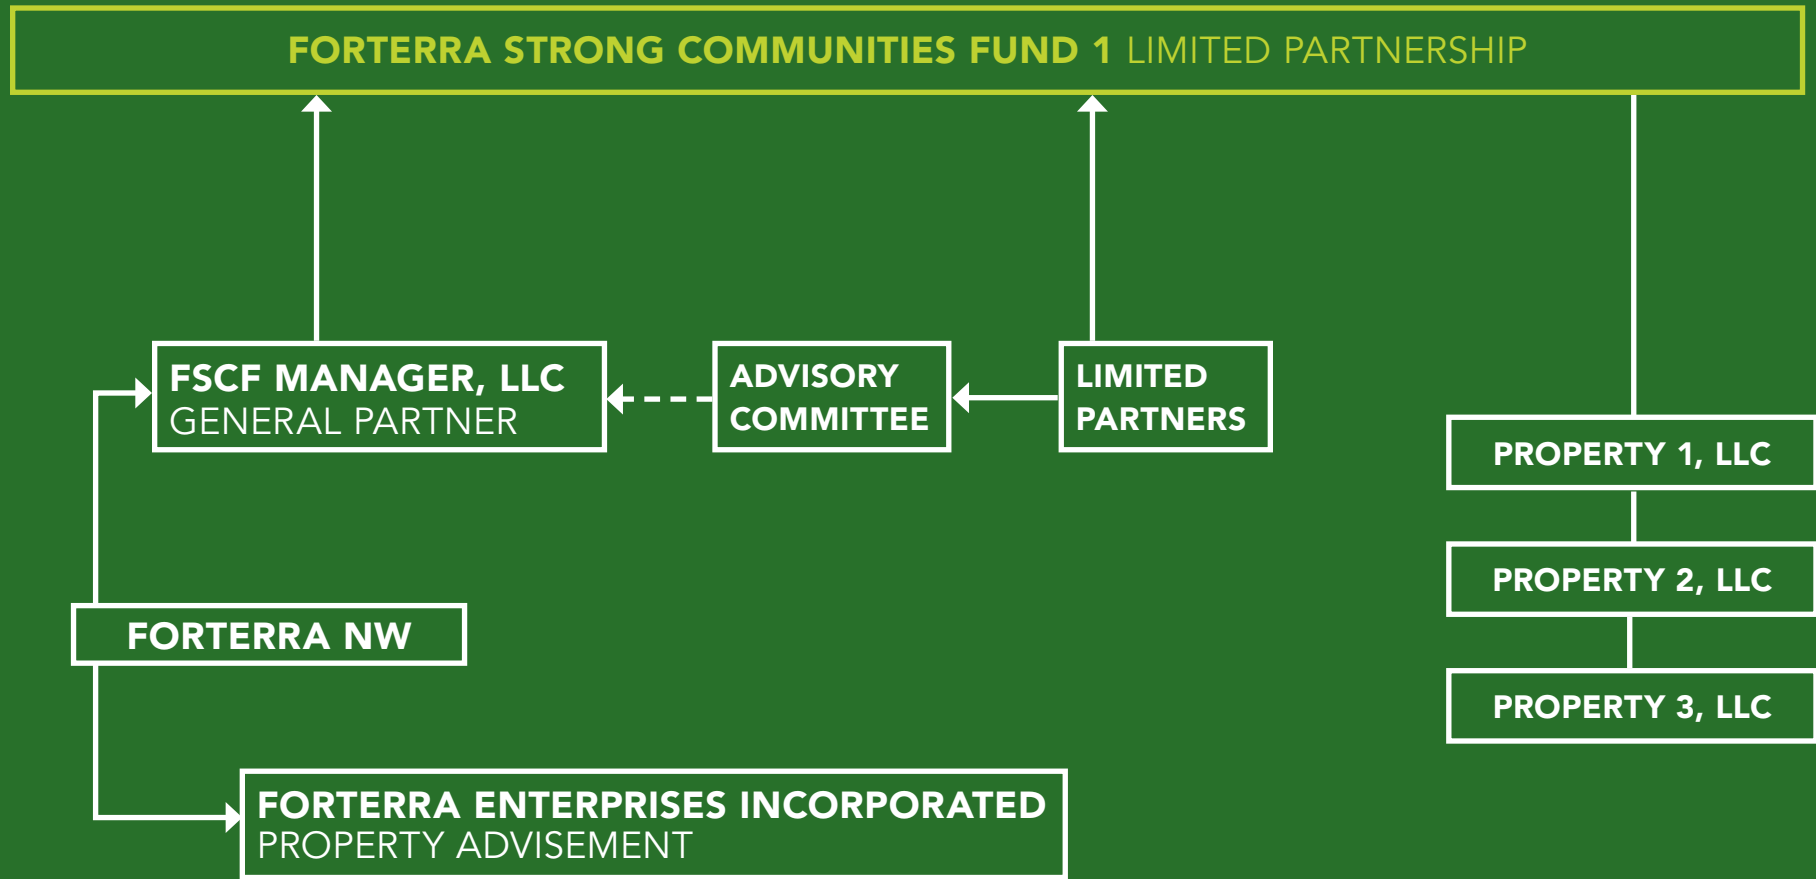 FORTERRA STRONG COMMUNITIES FUND 1 LIMITED PARTNERSHIP
FSCF MANAGER, LLC
GENERAL PARTNER
ADVISORY
COMMITTEE
LIMITED
PARTNERS
PROPERTY 1, LLC
PROPERTY 2, LLC
FORTERRA NW
PROPERTY 3, LLC
FORTERRA ENTERPRISES INCORPORATED
PROPERTY ADVISEMENT